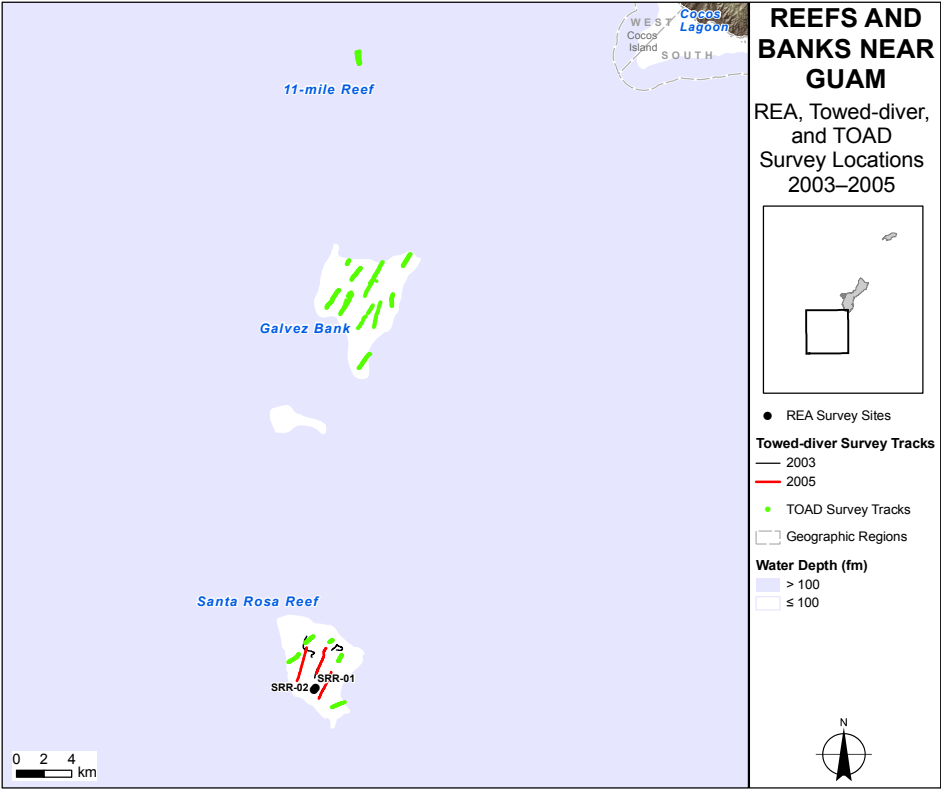 WEST
Cocos
Lagoon
Cocos
Island
SOUTH
11-mile Reef
Galvez Bank
Santa Rosa Reef
SRR-01
SRR-02
0 2 4
km
REEFS AND
BANKS NEAR
GUAM
REA, Towed-diver,
and TOAD
Survey Locations
2003–2005
REA Survey Sites
Towed-diver Survey Tracks
2003
2005
TOAD Survey Tracks
Geographic Regions
Water Depth (fm)
> 100
≤ 100
N